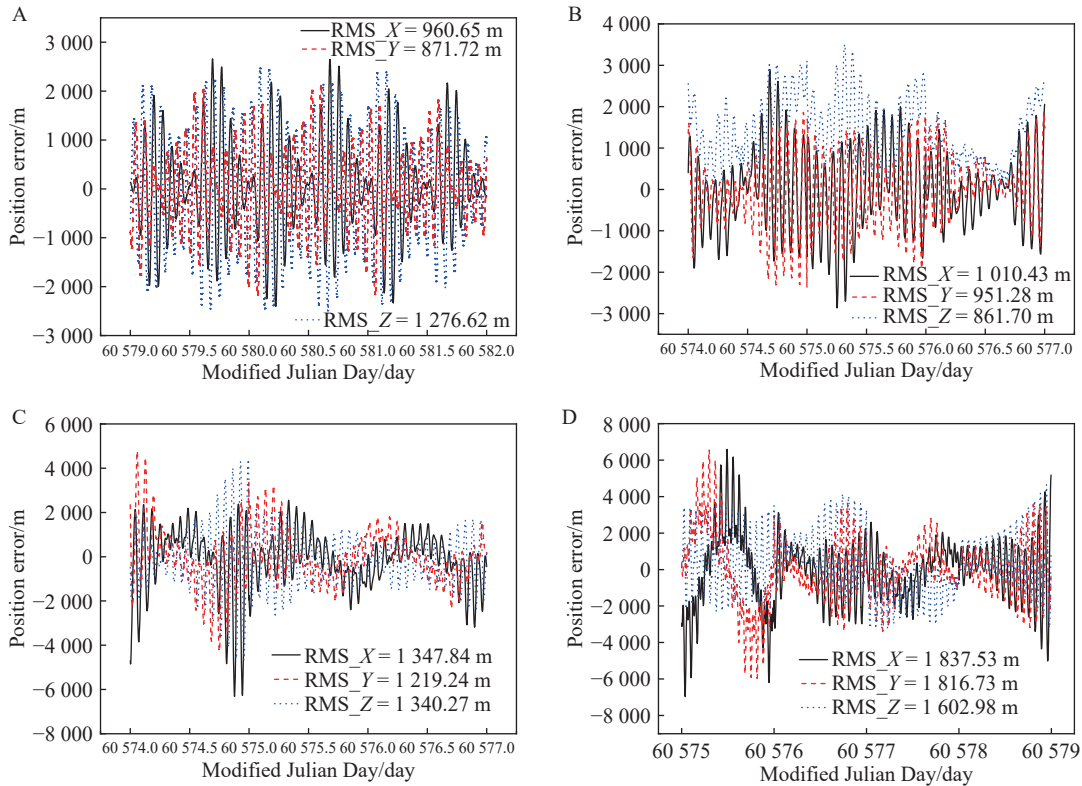 A
RMS_X = 960.65 m
RMS_Y = 871.72 m
3 000
2 000
1 000
0
−1 000
−2 000
−3 000
Position error/m
RMS_Z = 1 276.62 m
60 579.0 60 579.5 60 580.0 60 580.5 60 581.0 60 581.5 60 582.0
Modified Julian Day/day
B
4 000
3 000
2 000
1 000
0
−1 000
−2 000
−3 000
Position error/m
RMS_X = 1 010.43 m
RMS_Y = 951.28 m
RMS_Z = 861.70 m
60 574.0 60 574.5 60 575.0 60 575.5 60 576.0 60 576.5 60 577.0
Modified Julian Day/day
C
6 000
4 000
2 000
0
−2 000
−4 000
−6 000
−8 000
Position error/m
RMS_X = 1 347.84 m
RMS_Y = 1 219.24 m
RMS_Z = 1 340.27 m
60 574.0 60 574.5 60 575.0 60 575.5 60 576.0 60 576.5 60 577.0
Modified Julian Day/day
D
8 000
6 000
4 000
2 000
0
−2 000
−4 000
−6 000
−8 000
Position error/m
RMS_X = 1 837.53 m
RMS_Y = 1 816.73 m
RMS_Z = 1 602.98 m
60 575 60 576 60 577 60 578 60 579
Modified Julian Day/day